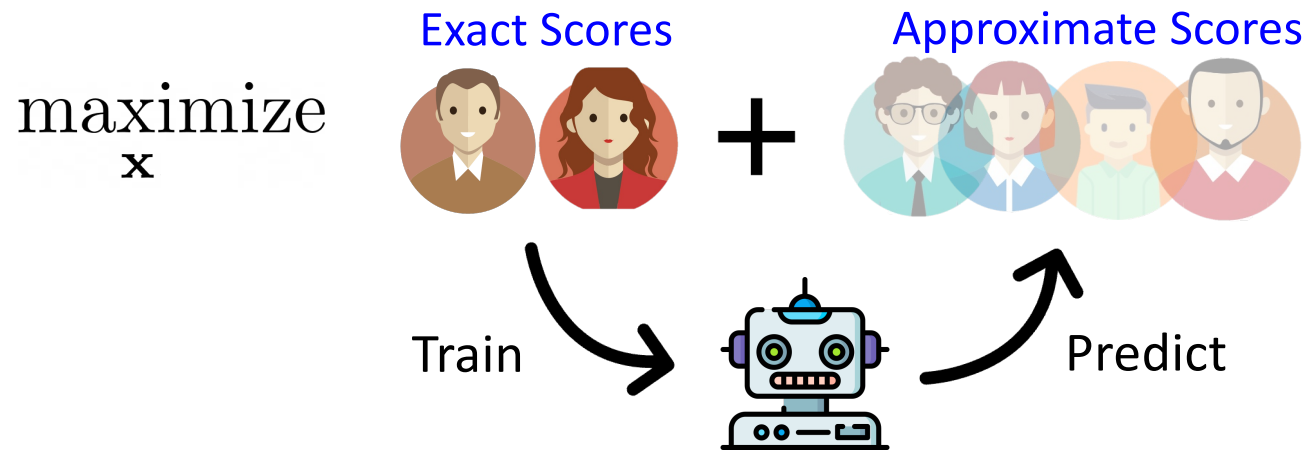 Exact Scores
Approximate Scores
maximize
x
+
Train
Predict